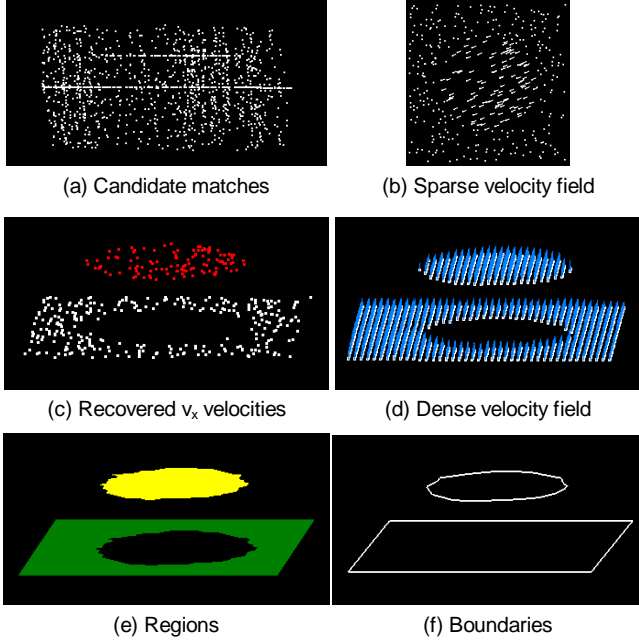 (a) Candidate matches
(b) Sparse velocity field
(c) Recovered vₓ velocities
(d) Dense velocity field
(e) Regions
(f) Boundaries